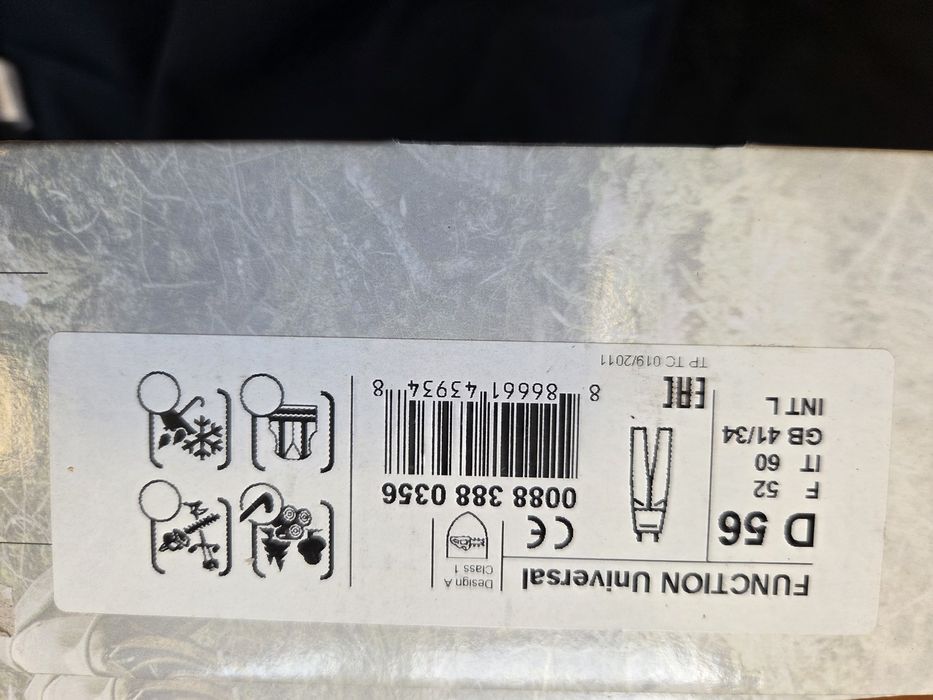 FUNCTION Universal
Design A
Class 1
D 56
F 52
IT 60
GB 41/34
INT L
CE
0088 388 0356
8 86661 43934 8
EAC
TP TC 019/2011